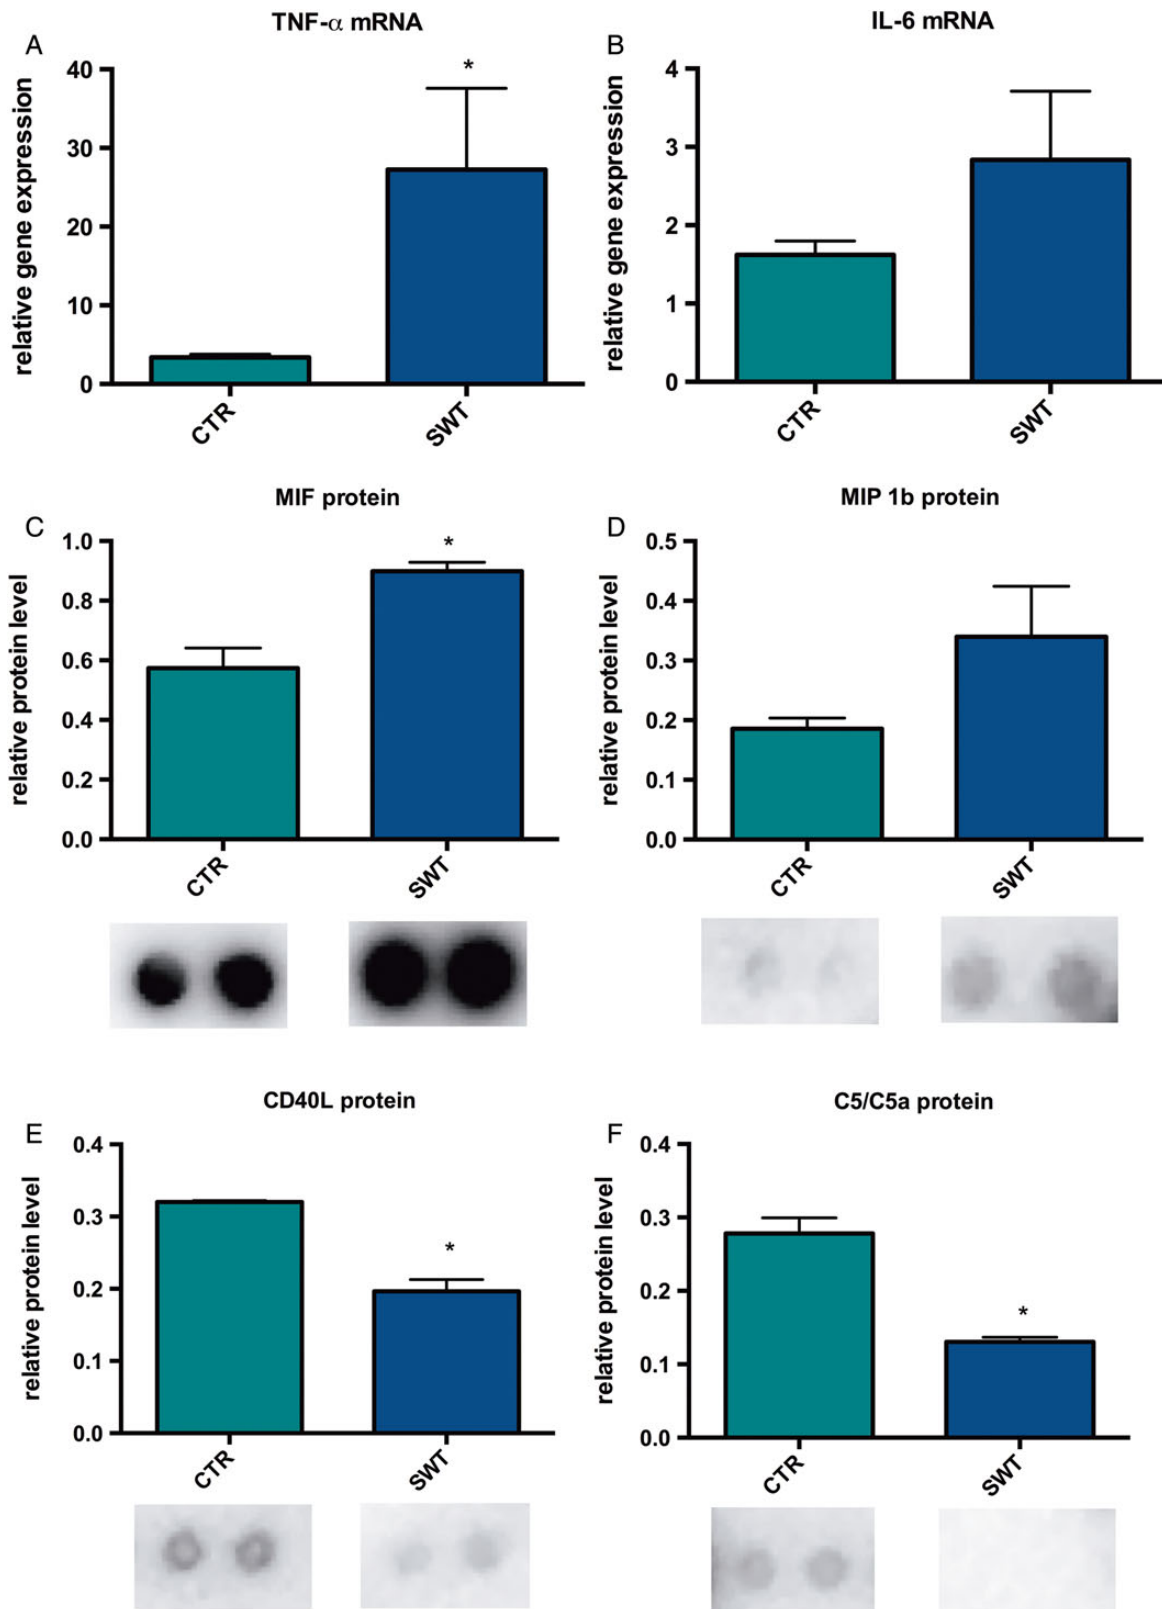 A
TNF-α mRNA
relative gene expression
40
30
20
10
0
*
CTR
SWT
B
IL-6 mRNA
relative gene expression
4
3
2
1
0
CTR
SWT
C
MIF protein
relative protein level
1.0
0.8
0.6
0.4
0.2
0.0
*
CTR
SWT
D
MIP 1b protein
relative protein level
0.5
0.4
0.3
0.2
0.1
0.0
CTR
SWT
E
CD40L protein
relative protein level
0.4
0.3
0.2
0.1
0.0
*
CTR
SWT
F
C5/C5a protein
relative protein level
0.4
0.3
0.2
0.1
0.0
*
CTR
SWT